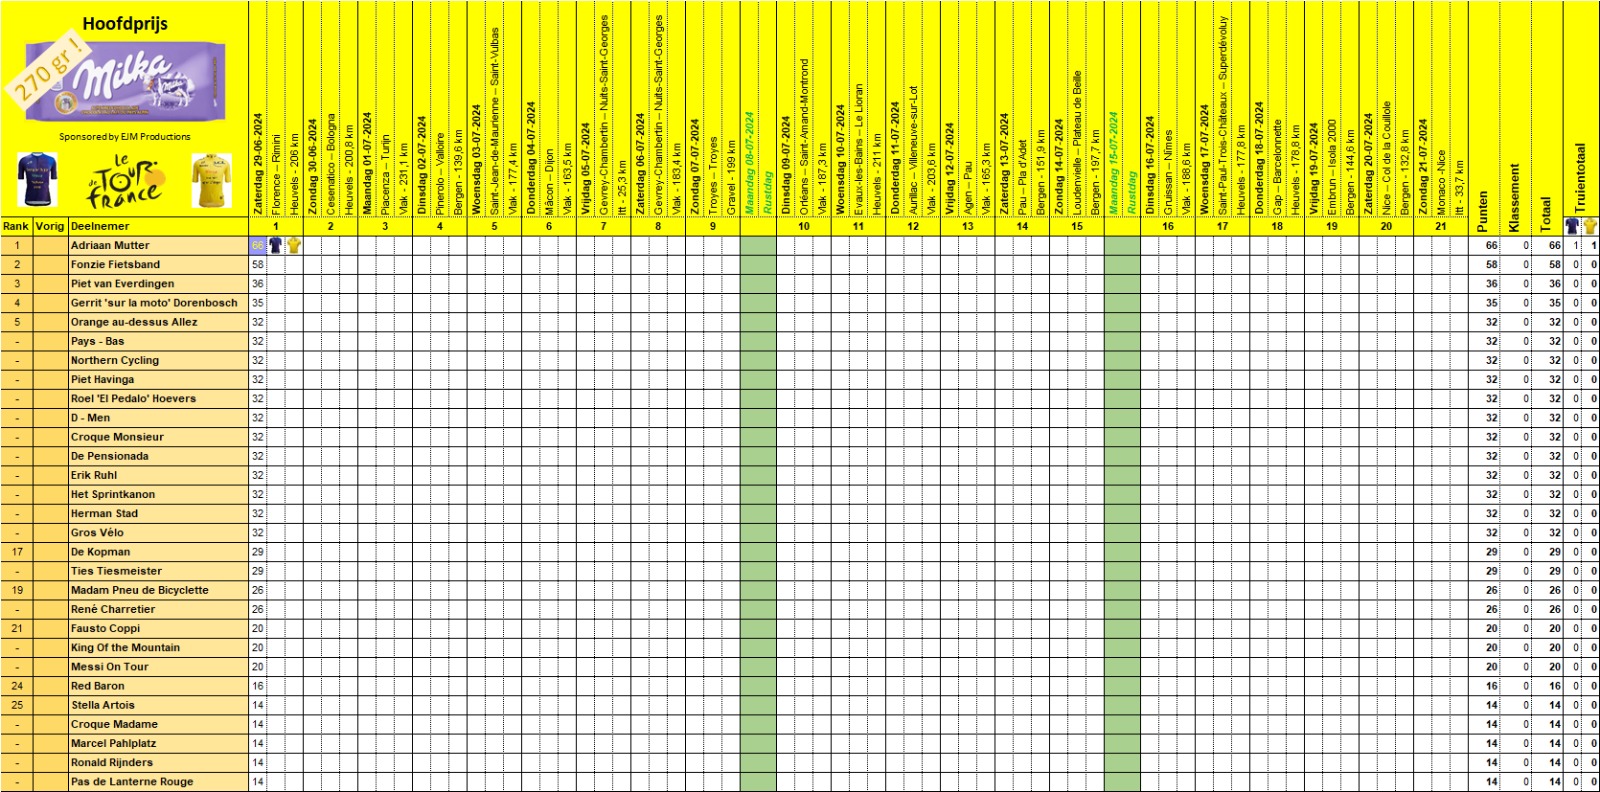 Hoofdprijs
270 gr !
Milka
Sponsored by EJM Productions
le
TOUR
de
france
Zaterdag 29-06-2024
Florence – Rimini
Heuvels - 206 km
Zondag 30-06-2024
Cesenatico – Bologna
Heuvels - 200,8 km
Maandag 01-07-2024
Piacenza – Turijn
Vlak - 231,1 km
Dinsdag 02-07-2024
Pinerolo – Valloire
Bergen - 139,6 km
Woensdag 03-07-2024
Saint-Jean-de-Maurienne – Saint-Vulbas
Vlak - 177,4 km
Donderdag 04-07-2024
Mâcon – Dijon
Vlak - 163,5 km
Vrijdag 05-07-2024
Gevrey-Chambertin – Nuits-Saint-Georges
Itt - 25,3 km
Zaterdag 06-07-2024
Gevrey-Chambertin – Nuits-Saint-Georges
Vlak - 183,4 km
Zondag 07-07-2024
Troyes – Troyes
Gravel - 199 km
Maandag 08-07-2024
Rustdag
Dinsdag 09-07-2024
Orléans – Saint-Amand-Montrond
Vlak - 187,3 km
Woensdag 10-07-2024
Evaux-les-Bains – Le Lioran
Heuvels - 211 km
Donderdag 11-07-2024
Aurillac – Villeneuve-sur-Lot
Vlak - 203,6 km
Vrijdag 12-07-2024
Agen – Pau
Vlak - 165,3 km
Zaterdag 13-07-2024
Pau – Pla d'Adet
Bergen - 151,9 km
Zondag 14-07-2024
Loudenvielle – Plateau de Beille
Bergen - 197,7 km
Maandag 15-07-2024
Rustdag
Dinsdag 16-07-2024
Gruissan – Nîmes
Vlak - 188,6 km
Woensdag 17-07-2024
Saint-Paul-Trois-Châteaux – Superdévoluy
Heuvels - 177,8 km
Donderdag 18-07-2024
Gap – Barcelonnette
Heuvels - 178,8 km
Vrijdag 19-07-2024
Embrun – Isola 2000
Bergen - 144,6 km
Zaterdag 20-07-2024
Nice – Col de la Couillole
Bergen - 132,8 km
Zondag 21-07-2024
Monaco -Nice
Itt - 33,7 km
Punten
Klassement
Totaal
Truientotaal
Rank Vorig Deelnemer 1 2 3 4 5 6 7 8 9 10 11 12 13 14 15 16 17 18 19 20 21
1 Adriaan Mutter 66 66 0 66 1 1
2 Fonzie Fietsband 58 58 0 58 0 0
3 Piet van Everdingen 36 36 0 36 0 0
4 Gerrit 'sur la moto' Dorenbosch 35 35 0 35 0 0
5 Orange au-dessus Allez 32 32 0 32 0 0
- Pays - Bas 32 32 0 32 0 0
- Northern Cycling 32 32 0 32 0 0
- Piet Havinga 32 32 0 32 0 0
- Roel 'El Pedalo' Hoevers 32 32 0 32 0 0
- D - Men 32 32 0 32 0 0
- Croque Monsieur 32 32 0 32 0 0
- De Pensionada 32 32 0 32 0 0
- Erik Ruhl 32 32 0 32 0 0
- Het Sprintkanon 32 32 0 32 0 0
- Herman Stad 32 32 0 32 0 0
- Gros Vélo 32 32 0 32 0 0
17 De Kopman 29 29 0 29 0 0
- Ties Tiesmeister 29 29 0 29 0 0
19 Madam Pneu de Bicyclette 26 26 0 26 0 0
- René Charretier 26 26 0 26 0 0
21 Fausto Coppi 20 20 0 20 0 0
- King Of the Mountain 20 20 0 20 0 0
- Messi On Tour 20 20 0 20 0 0
24 Red Baron 16 16 0 16 0 0
25 Stella Artois 14 14 0 14 0 0
- Croque Madame 14 14 0 14 0 0
- Marcel Pahlplatz 14 14 0 14 0 0
- Ronald Rijnders 14 14 0 14 0 0
- Pas de Lanterne Rouge 14 14 0 14 0 0